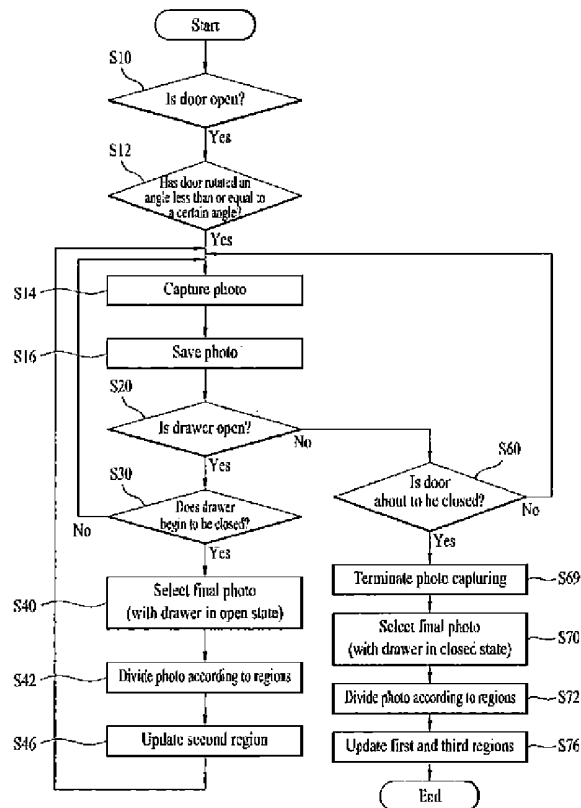 Start
S10
Is door open?
Yes
S12
Has door rotated an
angle less than or equal to
a certain angle?
Yes
S14
Capture photo
S16
Save photo
S20
Is drawer open?
No
Yes
S30
Does drawer
begin to be closed?
No
Yes
S40
Select final photo
(with drawer in open state)
S42
Divide photo according to regions
S46
Update second region
S60
Is door
about to be closed?
No
Yes
Terminate photo capturing
S69
Select final photo
(with drawer in closed state)
S70
Divide photo according to regions
S72
Update first and third regions
S76
End